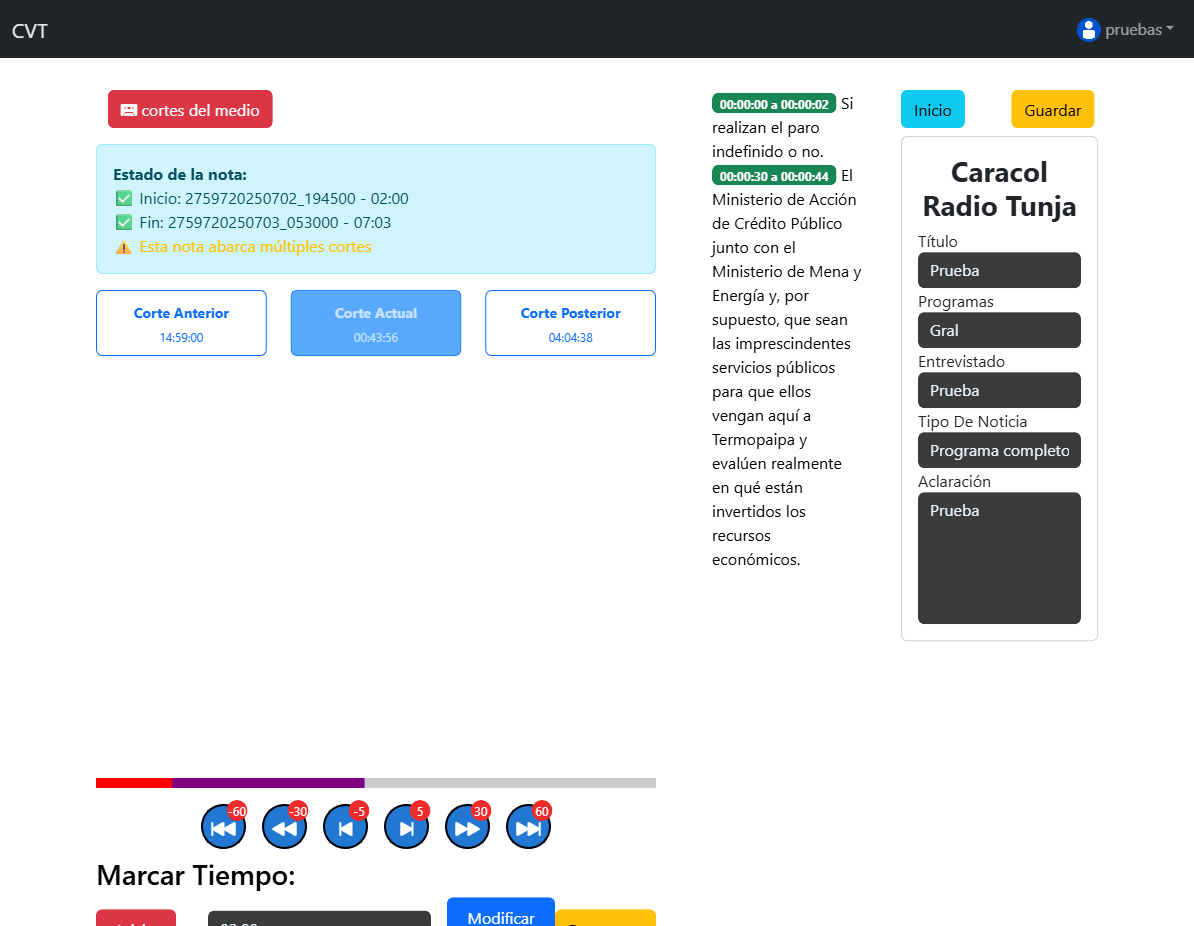 CVT
pruebas
cortes del medio
Estado de la nota:
Inicio: 2759720250702_194500 - 02:00
Fin: 2759720250703_053000 - 07:03
Esta nota abarca múltiples cortes
Corte Anterior
14:59:00
Corte Actual
00:43:56
Corte Posterior
04:04:38
-60
-30
-5
5
30
60
Marcar Tiempo:
Modificar
00:00:00 a 00:00:02 Si
realizan el paro
indefinido o no.
00:00:30 a 00:00:44 El
Ministerio de Acción
de Crédito Público
junto con el
Ministerio de Mena y
Energía y, por
supuesto, que sean
las imprescindentes
servicios públicos
para que ellos
vengan aquí a
Termopaipa y
evalúen realmente
en qué están
invertidos los
recursos
económicos.
Inicio
Guardar
Caracol
Radio Tunja
Título
Prueba
Programas
Gral
Entrevistado
Prueba
Tipo De Noticia
Programa completo
Aclaración
Prueba